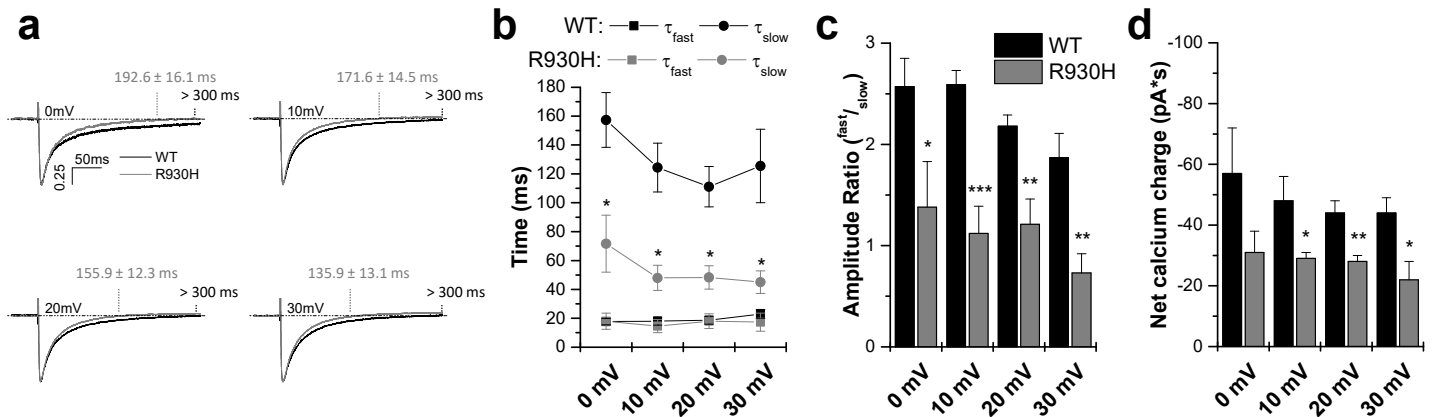 a
192.6 ± 16.1 ms
> 300 ms
0mV
50ms
0.25
WT
R930H
171.6 ± 14.5 ms
> 300 ms
10mV
155.9 ± 12.3 ms
> 300 ms
20mV
135.9 ± 13.1 ms
> 300 ms
30mV
b
WT: τfast τslow
R930H: τfast τslow
Time (ms)
180
160
140
120
100
80
60
40
20
0
* * * *
0 mV 10 mV 20 mV 30 mV
c
WT
R930H
Amplitude Ratio (fast/slow)
3
2
1
0
* *** ** **
0 mV 10 mV 20 mV 30 mV
d
Net calcium charge (pA*s)
-100
-80
-60
-40
-20
0
* ** *
0 mV 10 mV 20 mV 30 mV